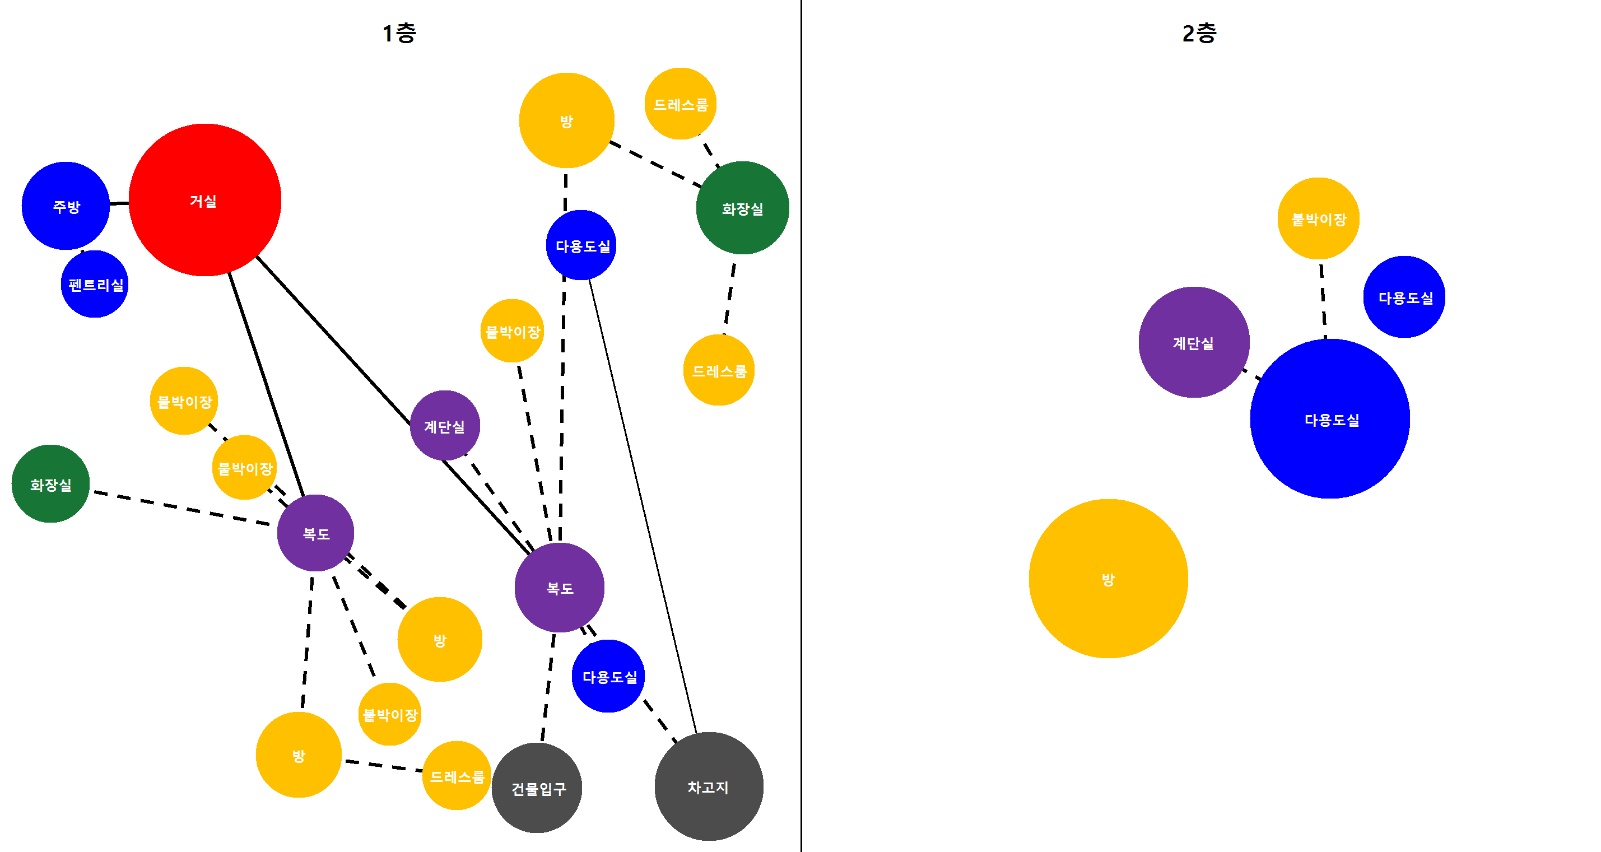 1층
2층
방
드레스룸
거실
주방
화장실
다용도실
펜트리실
붙박이장
드레스룸
붙박이장
계단실
붙박이장
화장실
복도
복도
방
다용도실
붙박이장
방
드레스룸
건물입구
차고지
붙박이장
다용도실
계단실
다용도실
방